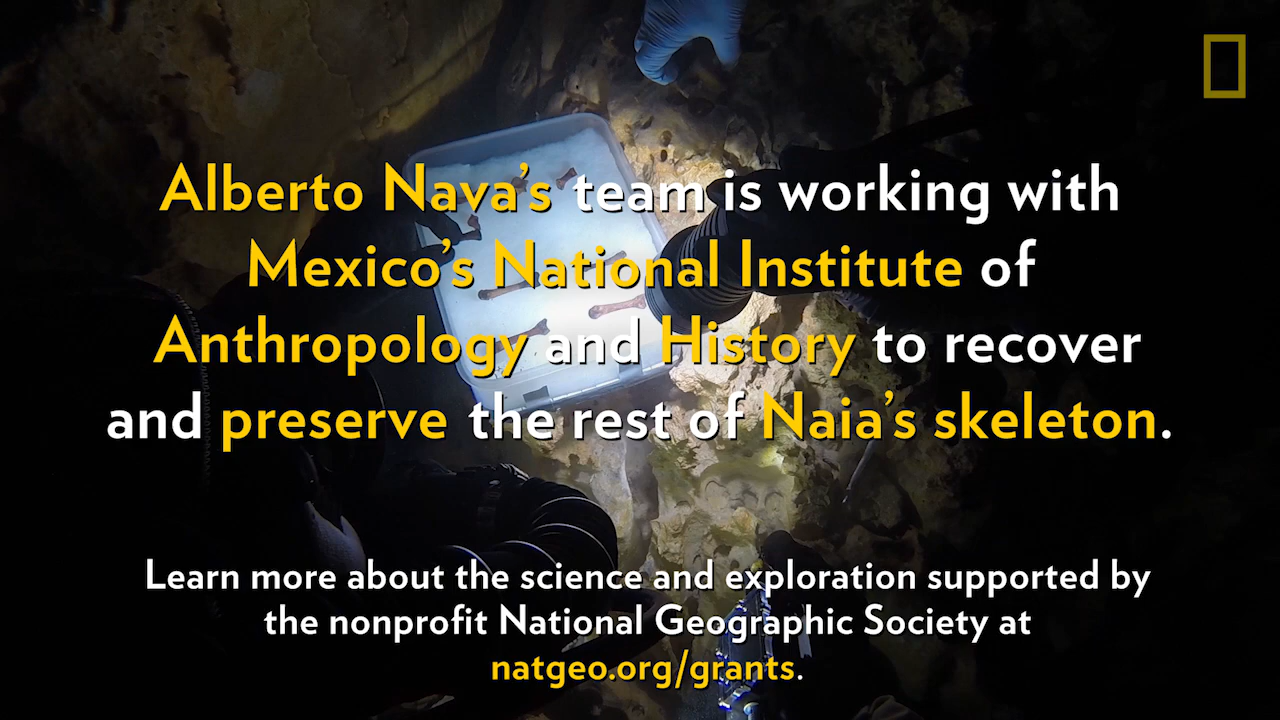 Alberto Nava’s team is working with
Mexico’s National Institute of
Anthropology and History to recover
and preserve the rest of Naia’s skeleton.
Learn more about the science and exploration supported by
the nonprofit National Geographic Society at
natgeo.org/grants.